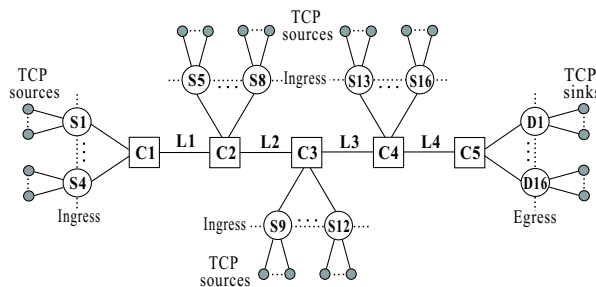 TCP
sources
S5
S8
Ingress
S13
S16
TCP
sources
S1
S4
Ingress
C1
L1
C2
L2
C3
L3
C4
L4
C5
TCP
sinks
D1
D16
Egress
Ingress
S9
S12
TCP
sources